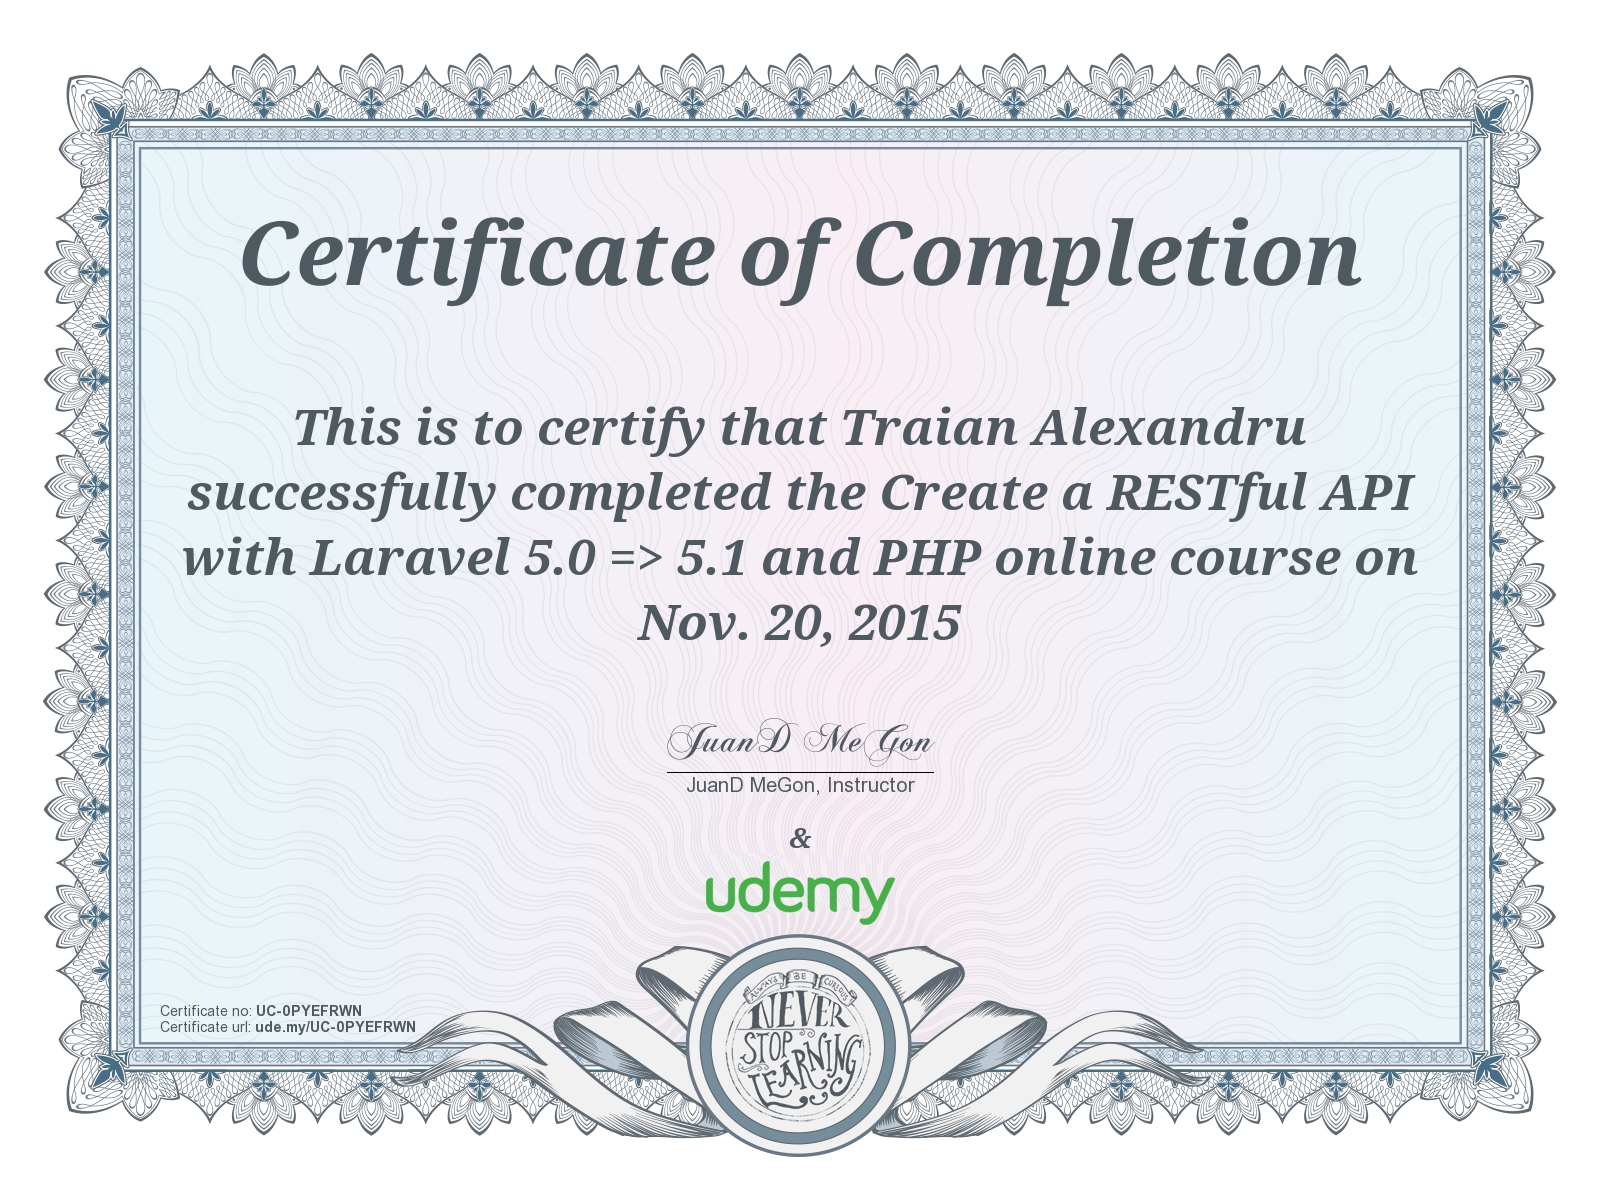 Certificate of Completion
This is to certify that Traian Alexandru
successfully completed the Create a RESTful API
with Laravel 5.0 => 5.1 and PHP online course on
Nov. 20, 2015
JuanD MeGon
JuanD MeGon, Instructor
&
udemy
ALWAYS BE CURIOUS
NEVER
STOP
LEARNING
Certificate no: UC-0PYEFRWN
Certificate url: ude.my/UC-0PYEFRWN